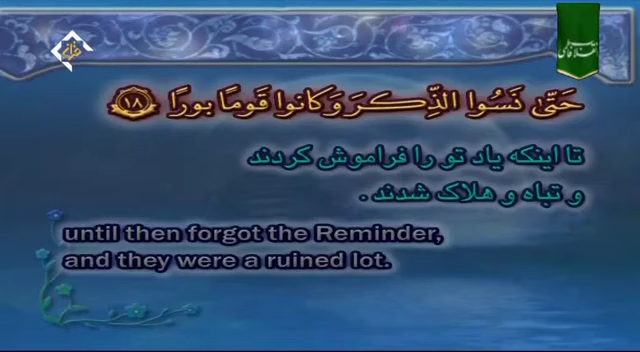 حَتَّىٰ نَسُوا الذِّكْرَ وَكَانُوا قَوْمًا بُورًا ﴿١٨﴾
تا اینکه یاد تو را فراموش کردند
و تباه و هلاک شدند .
until then forgot the Reminder,
and they were a ruined lot.